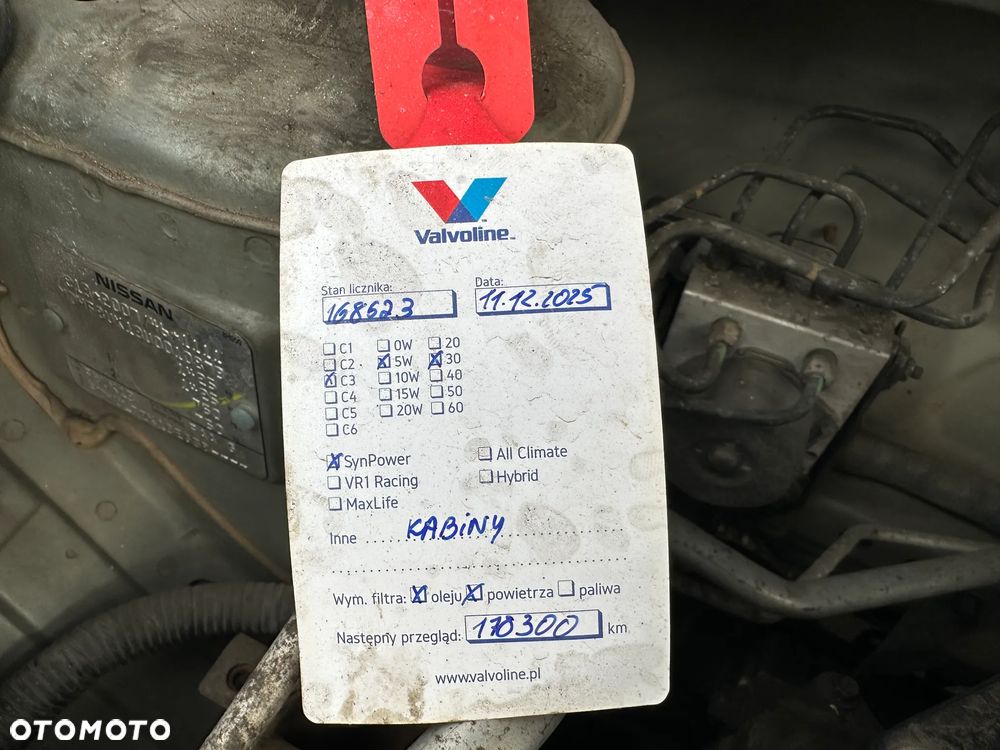 Valvoline™
Stan licznika: Data:
168623 11.12.2025
☐ C1 ☐ 0W ☐ 20
☐ C2 ☒ 5W ☒ 30
☒ C3 ☐ 10W ☐ 40
☐ C4 ☐ 15W ☐ 50
☐ C5 ☐ 20W ☐ 60
☐ C6
☒ SynPower ☐ All Climate
☐ VR1 Racing ☐ Hybrid
☐ MaxLife
Inne KABINY
Wym. filtra: ☒ oleju ☒ powietrza ☐ paliwa
Następny przegląd: 178300 km
www.valvoline.pl
NISSAN
OTOMOTO